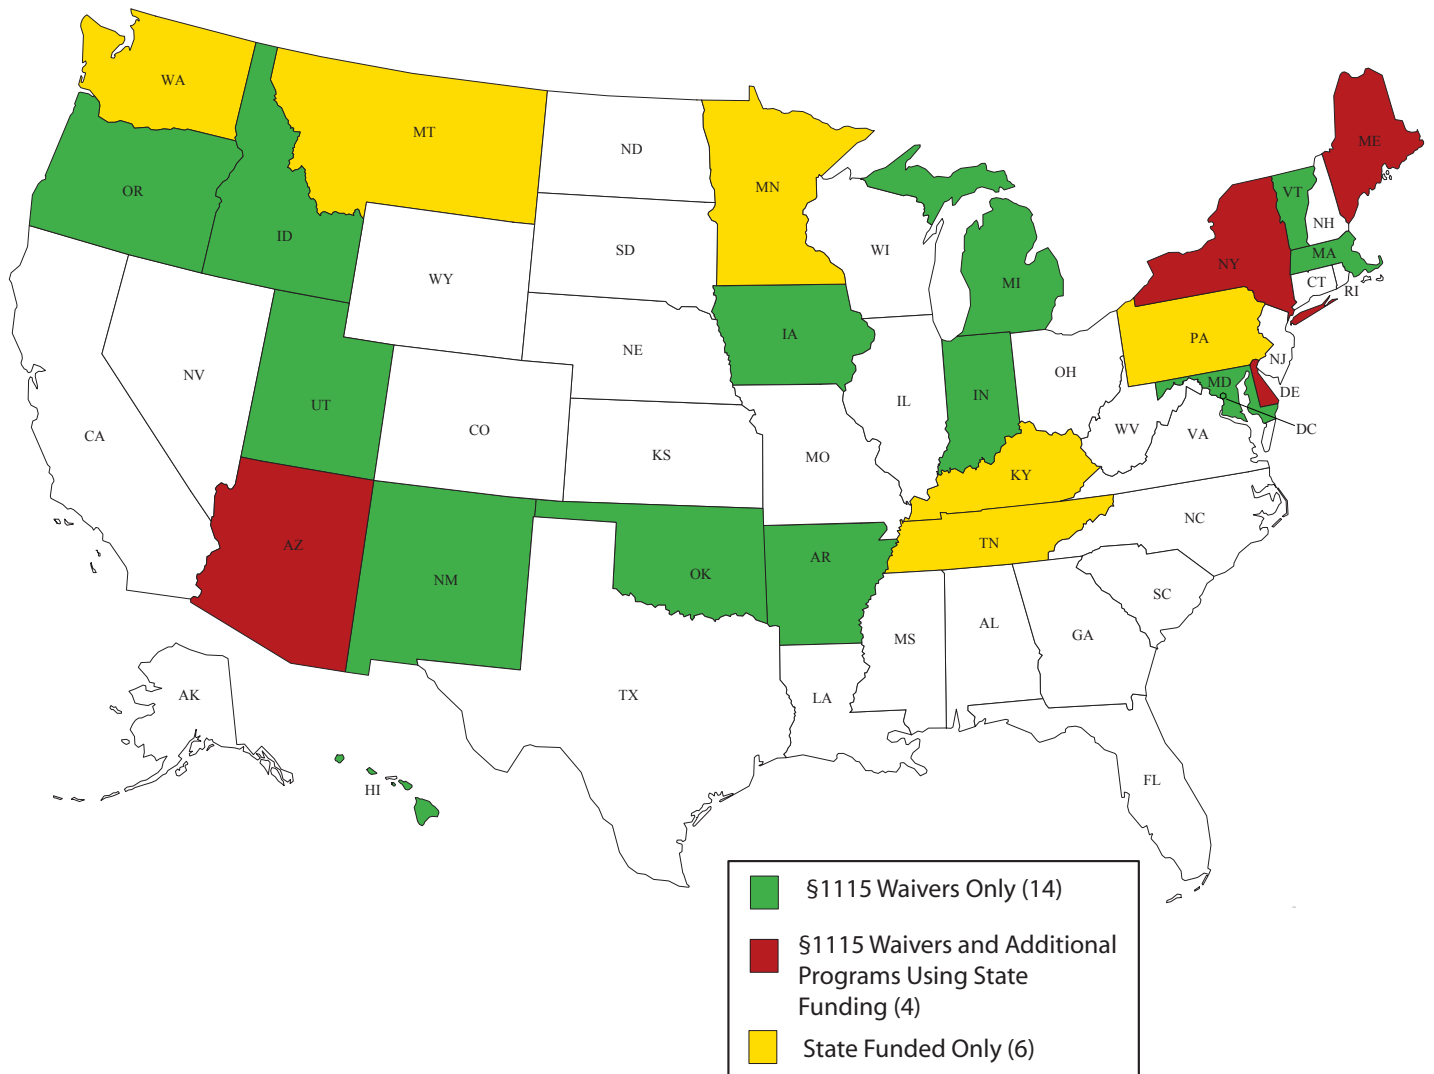 WA
MT
ND
MN
ME
OR
ID
SD
WI
VT
NH
WY
MI
NY
MA
CT
RI
NV
NE
IA
PA
NJ
UT
CO
IL
IN
OH
MD
DE
CA
KS
MO
WV
VA
DC
KY
AZ
NM
OK
AR
TN
NC
MS
AL
GA
SC
AK
TX
LA
HI
FL
§1115 Waivers Only (14)
§1115 Waivers and Additional
Programs Using State
Funding (4)
State Funded Only (6)